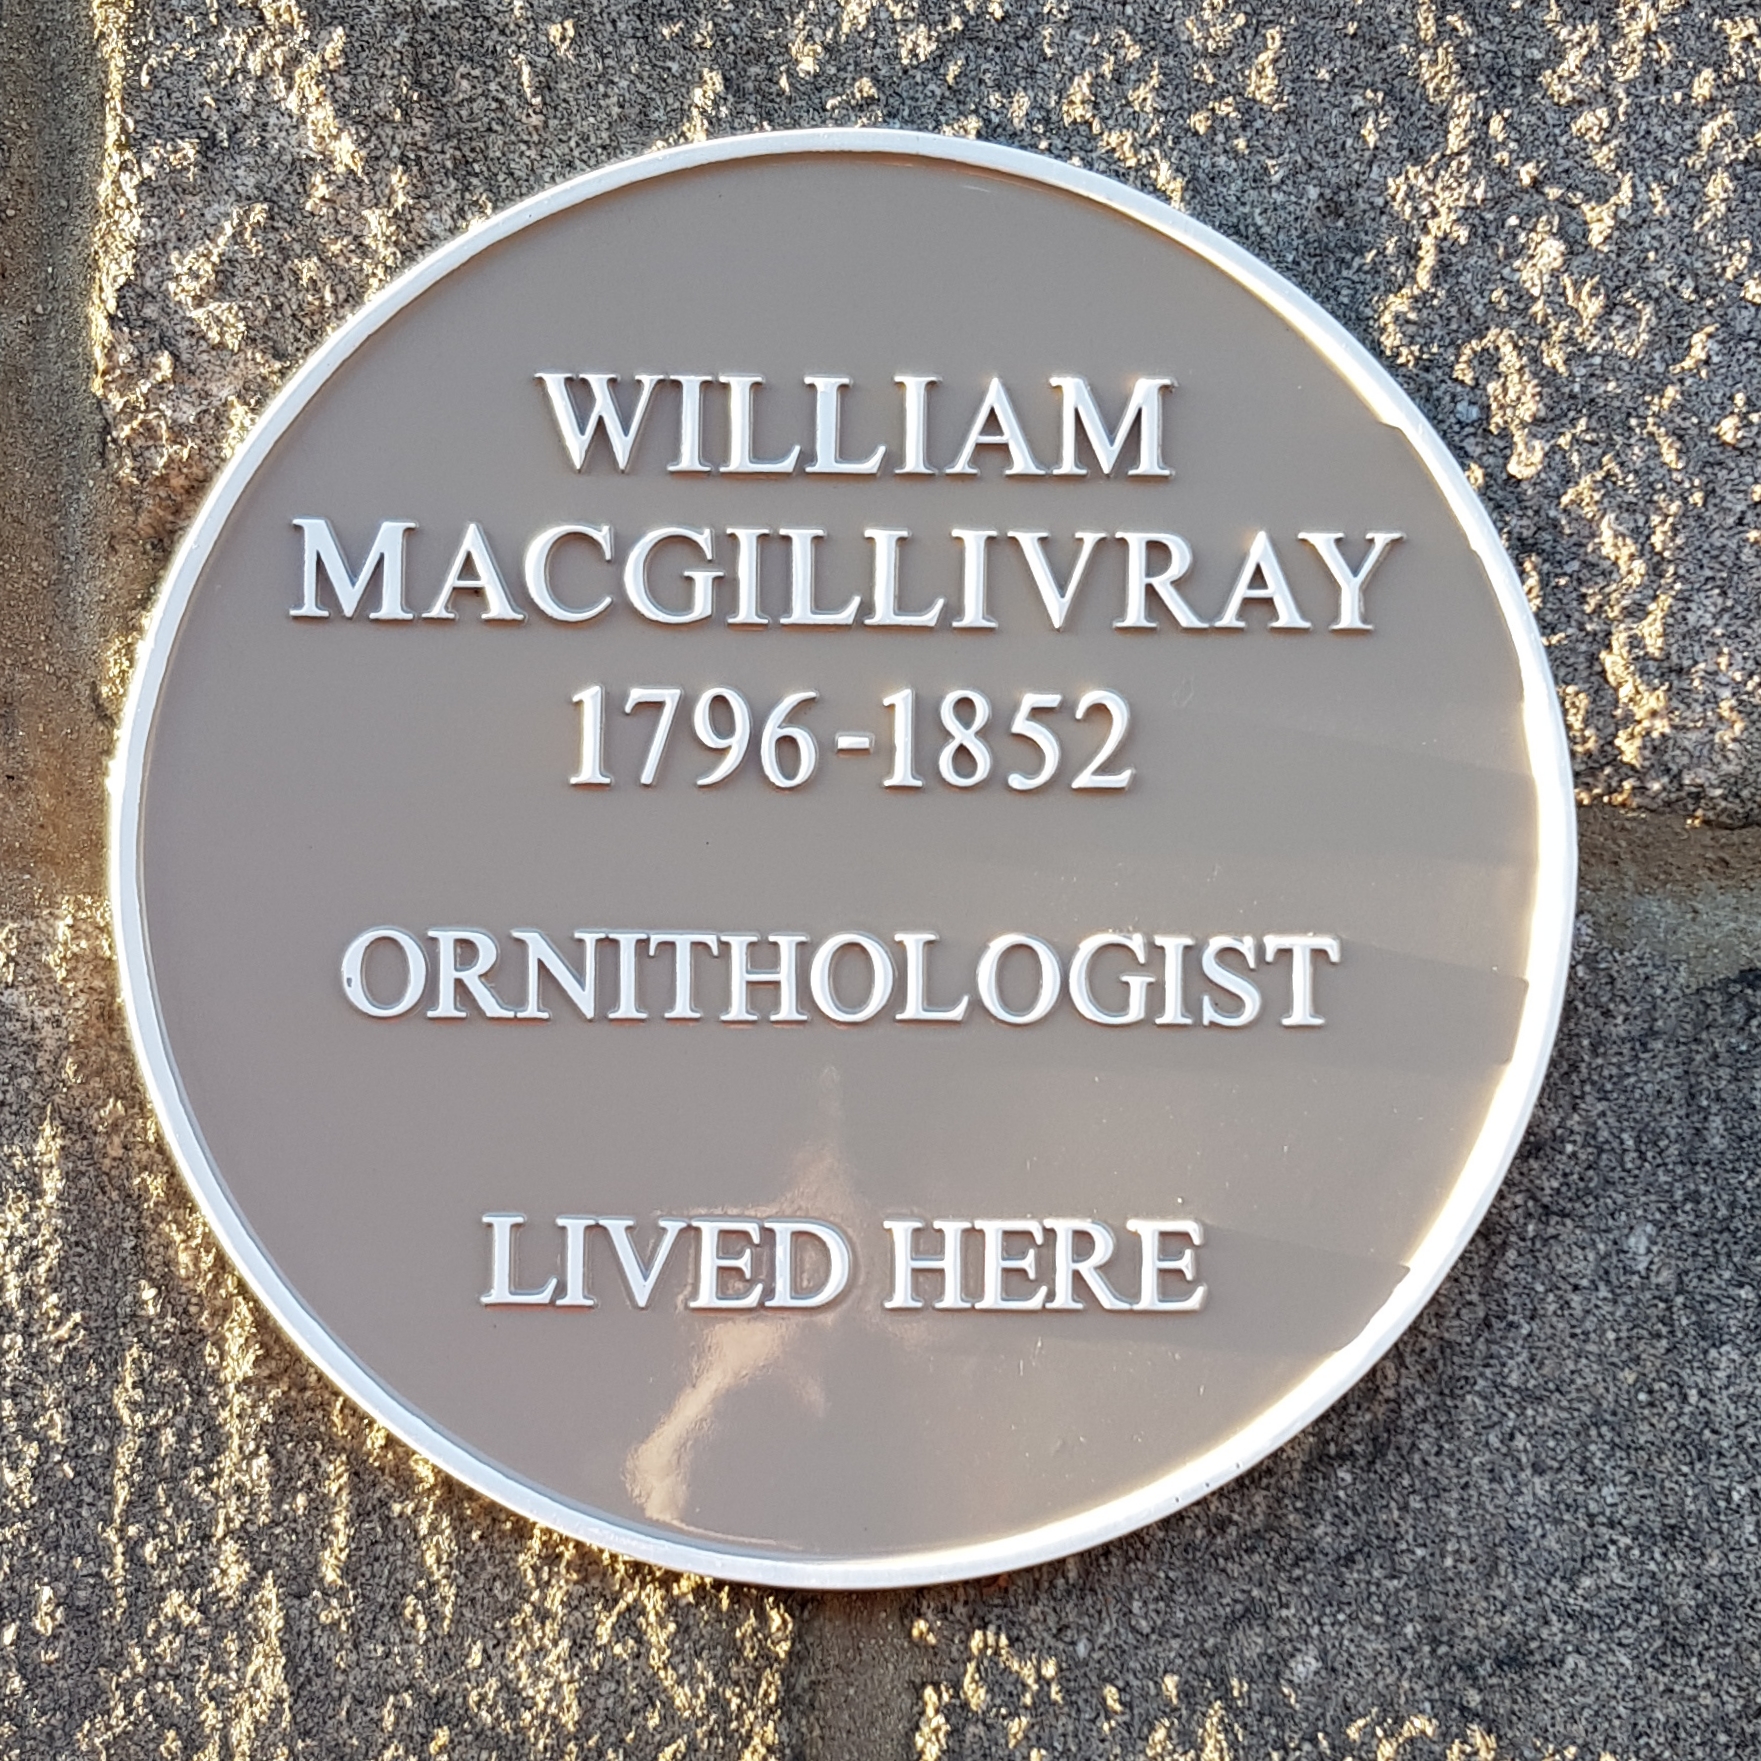 WILLIAM
MACGILLIVRAY
1796-1852
ORNITHOLOGIST
LIVED HERE